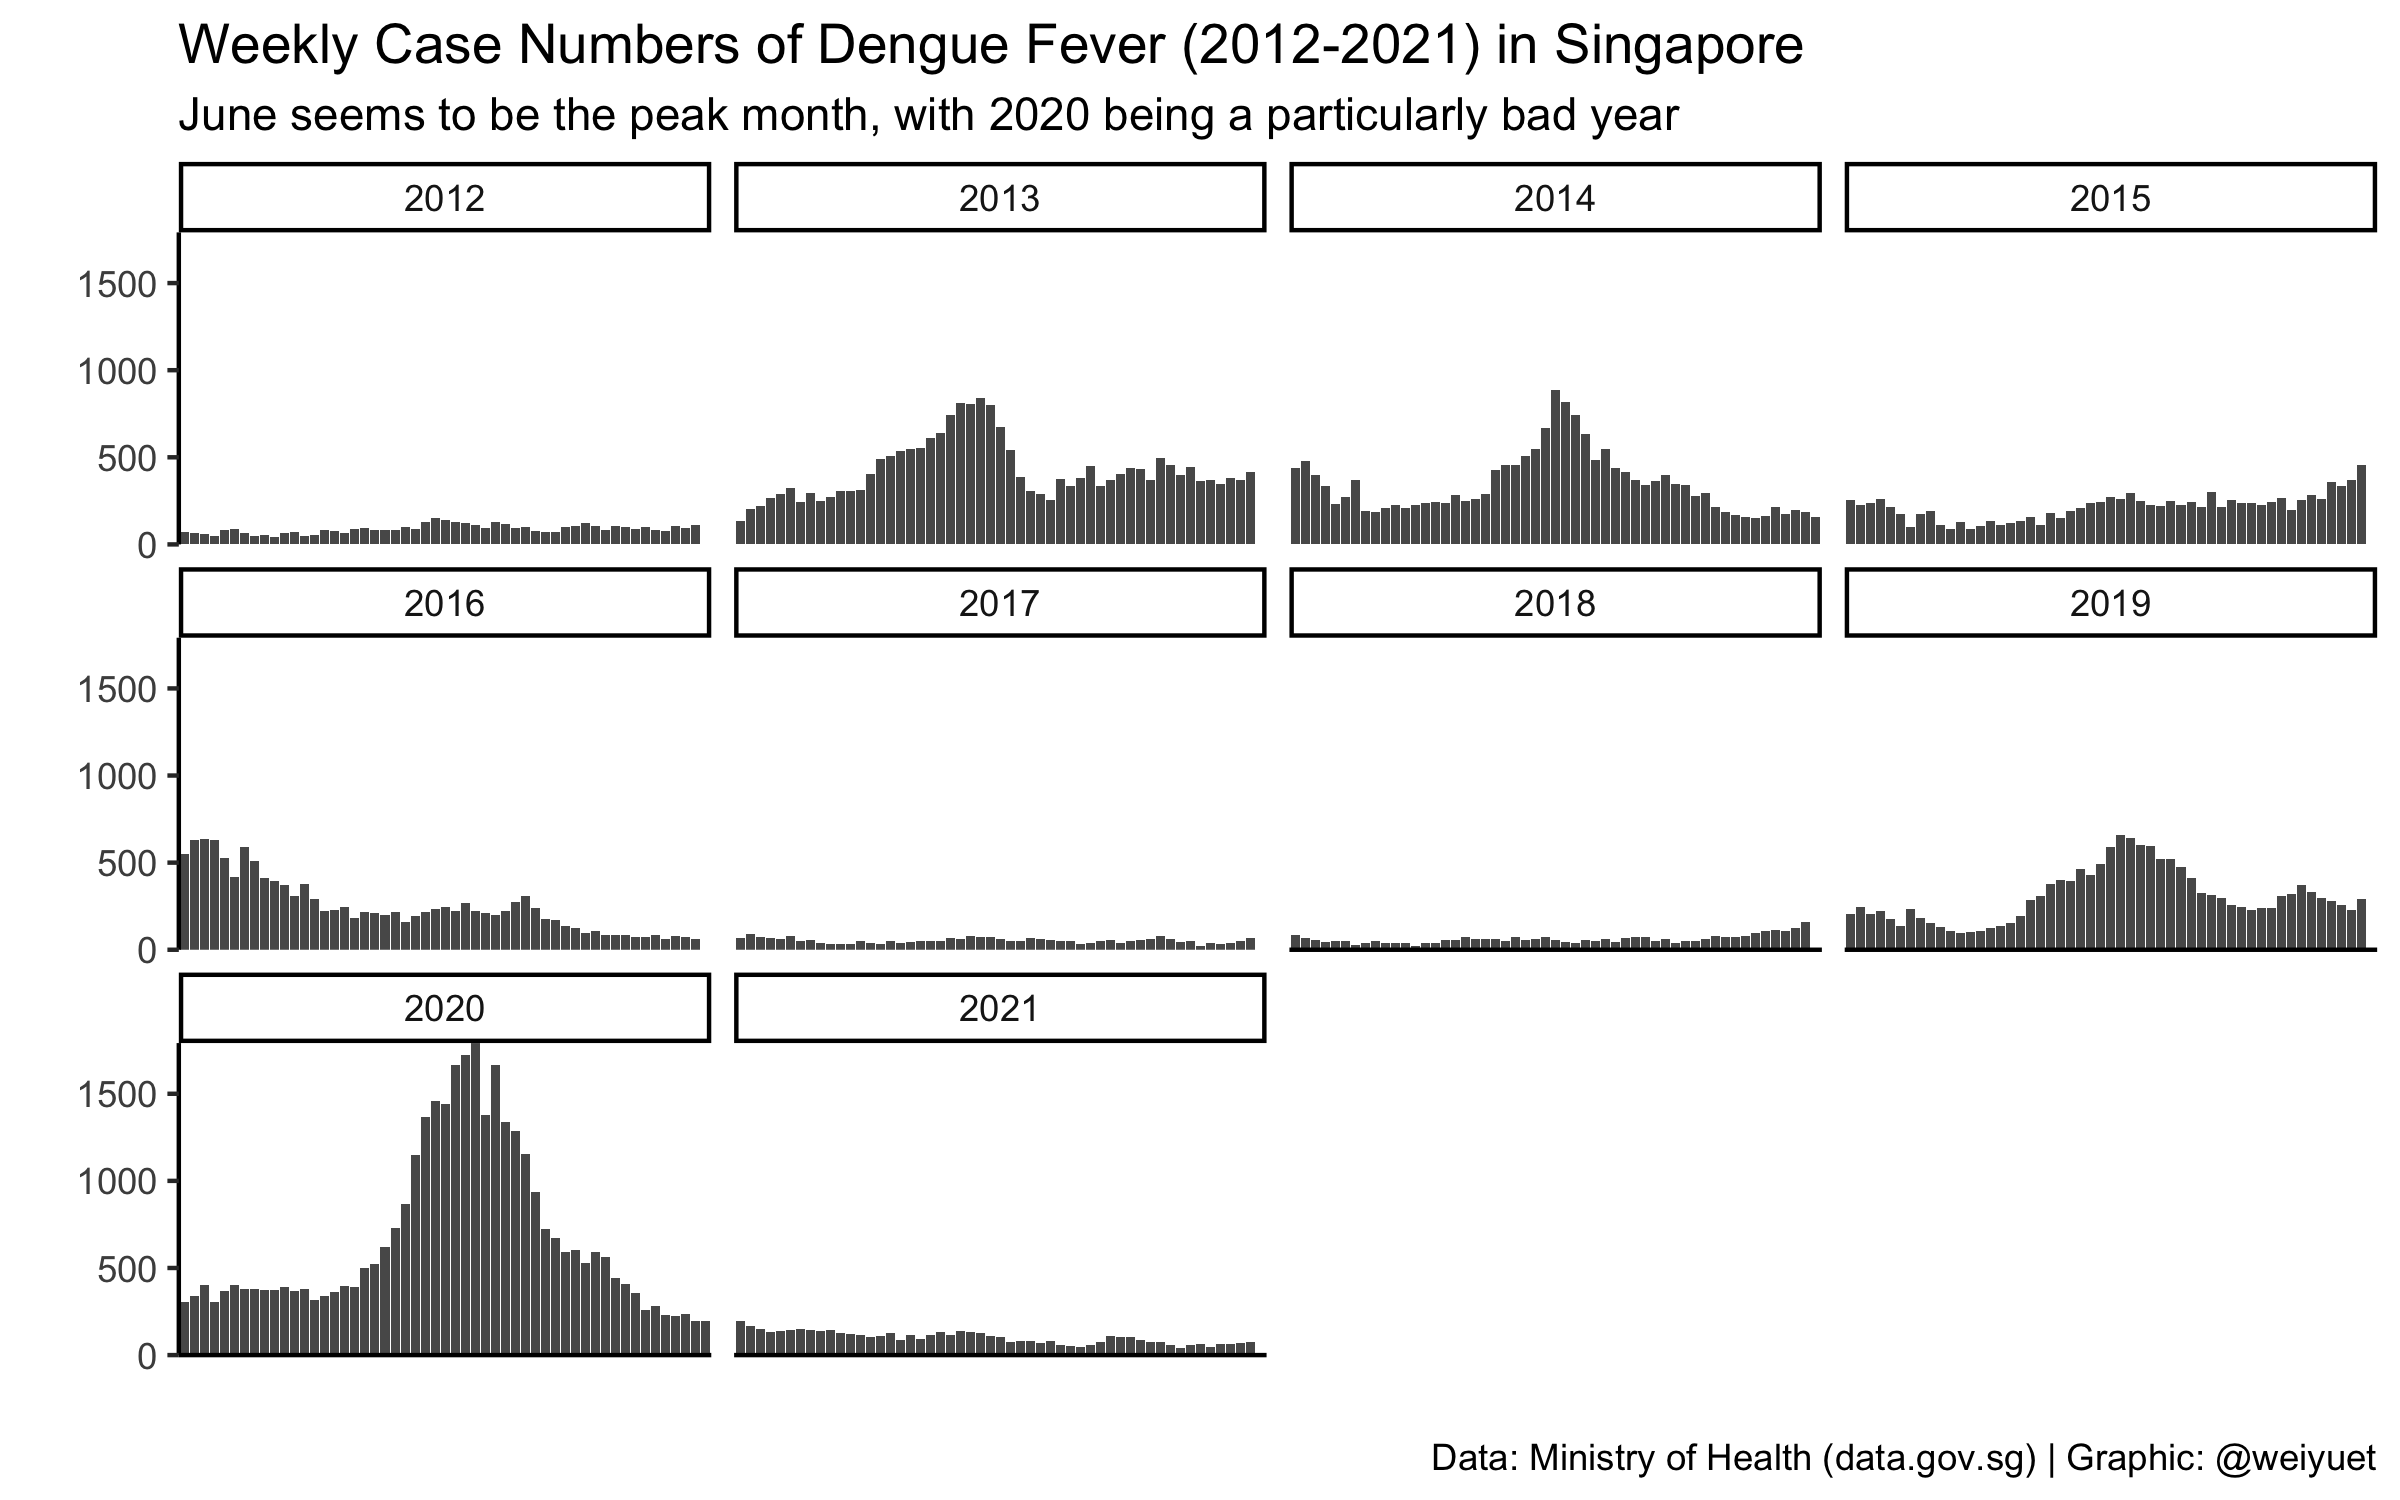 Weekly Case Numbers of Dengue Fever (2012-2021) in Singapore
June seems to be the peak month, with 2020 being a particularly bad year
2012 2013 2014 2015
1500
1000
500
0
2016 2017 2018 2019
1500
1000
500
0
2020 2021
1500
1000
500
0
Data: Ministry of Health (data.gov.sg) | Graphic: @weiyuet